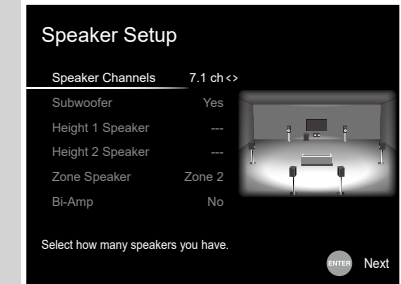 Speaker Setup
Speaker Channels 7.1 ch<>
Subwoofer Yes
Height 1 Speaker ---
Height 2 Speaker ---
Zone Speaker Zone 2
Bi-Amp No
Select how many speakers you have.
ENTER Next